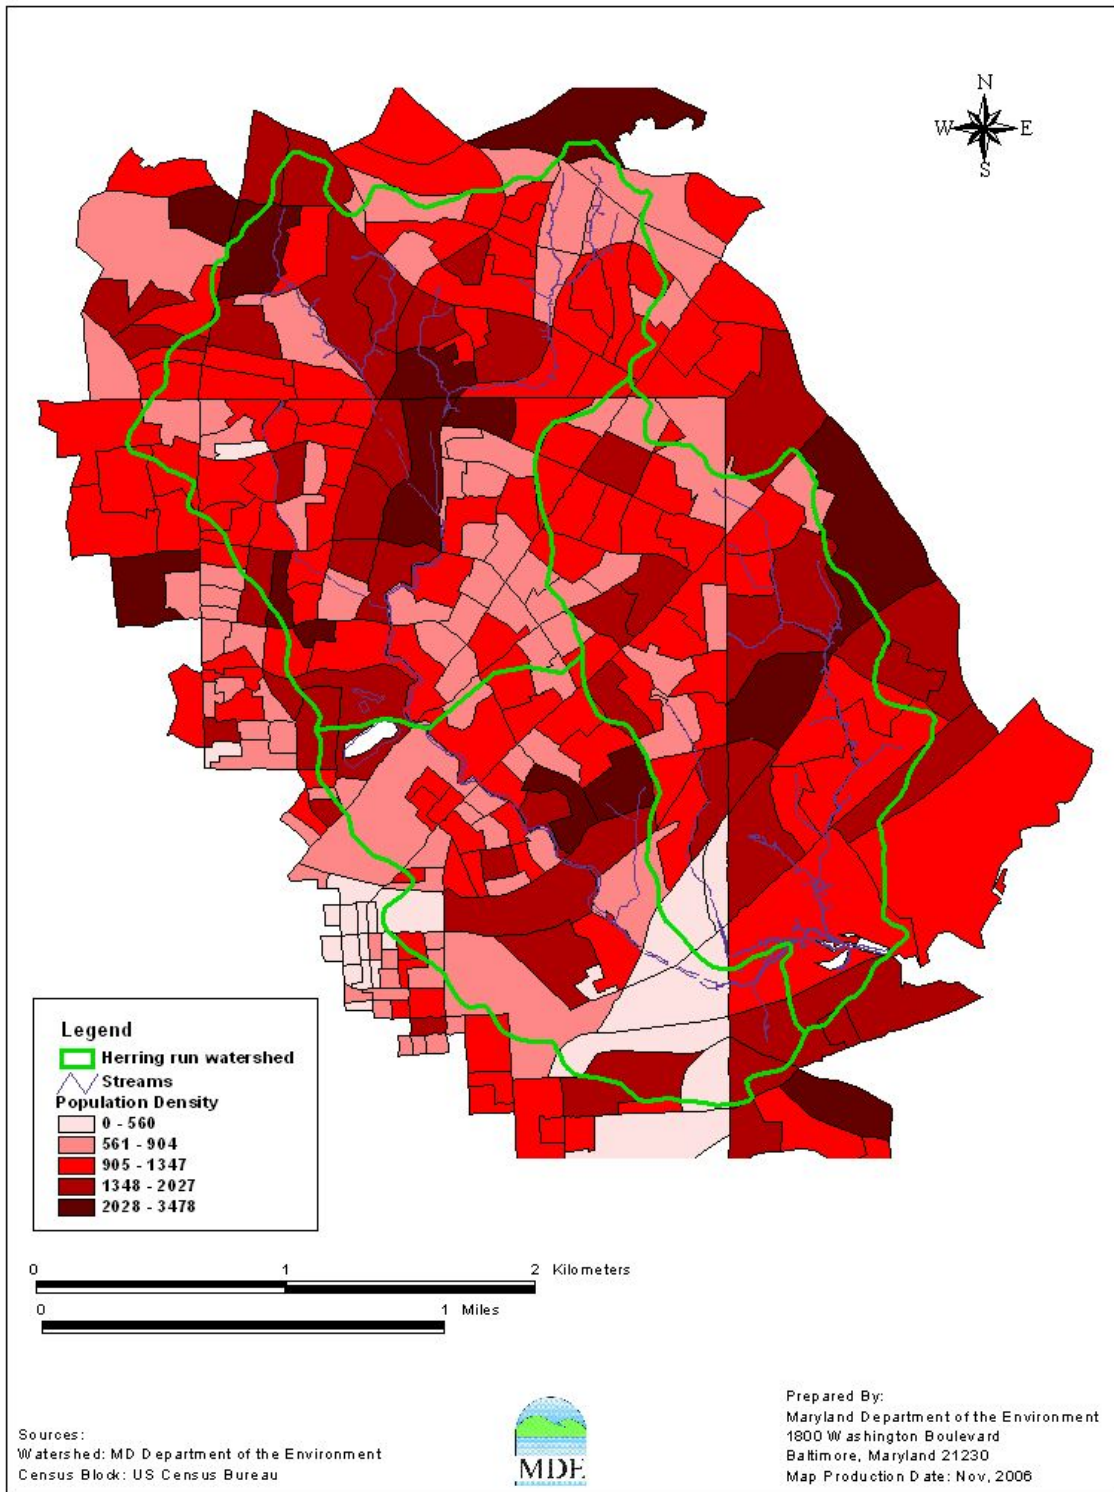 N
W E
S
Legend
Herring run watershed
Streams
Population Density
0 - 560
561 - 904
905 - 1347
1348 - 2027
2028 - 3478
0 1 2 Kilometers
0 1 Miles
Sources:
Watershed: MD Department of the Environment
Census Block: US Census Bureau
MDE
Prepared By:
Maryland Department of the Environment
1800 Washington Boulevard
Baltimore, Maryland 21230
Map Production Date: Nov, 2006